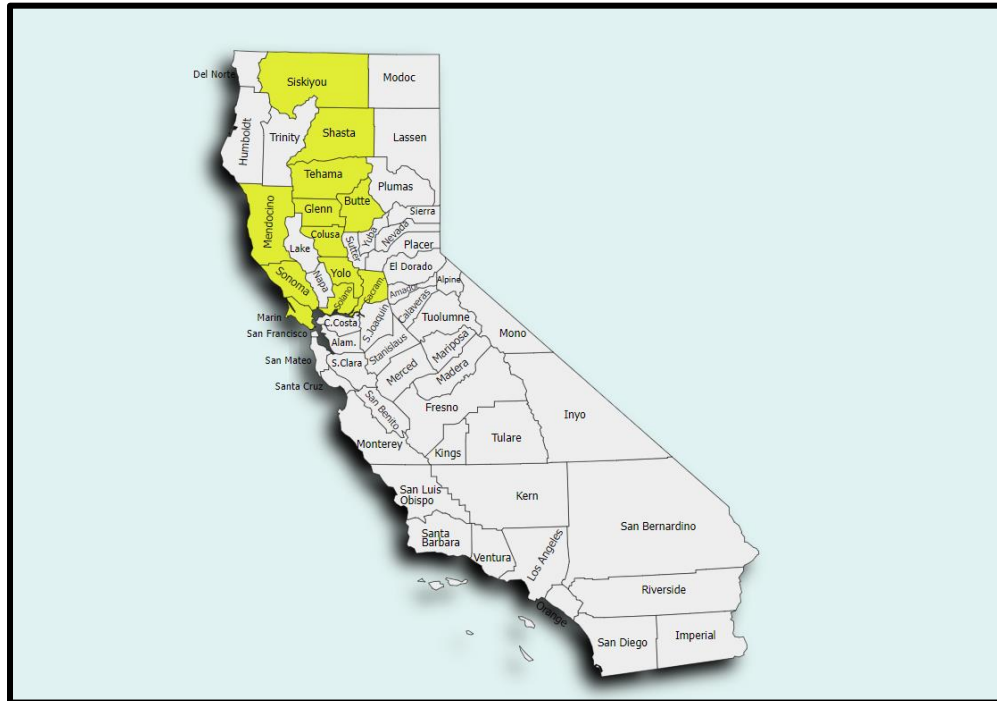 Del Norte
Siskiyou
Modoc
Humboldt
Trinity
Shasta
Lassen
Tehama
Plumas
Mendocino
Glenn
Butte
Sierra
Colusa
Sutter
Yuba
Nevada
Placer
Lake
Sonoma
Napa
Yolo
Solano
Sacram.
El Dorado
Alpine
Amador
Marin
C.Costa
S.Joaquin
Calaveras
Tuolumne
Mono
San Francisco
Alam.
Stanislaus
Mariposa
San Mateo
S.Clara
Merced
Madera
Santa Cruz
San Benito
Fresno
Inyo
Monterey
Kings
Tulare
San Luis
Obispo
Kern
San Bernardino
Santa
Barbara
Ventura
Los Angeles
Orange
Riverside
San Diego
Imperial